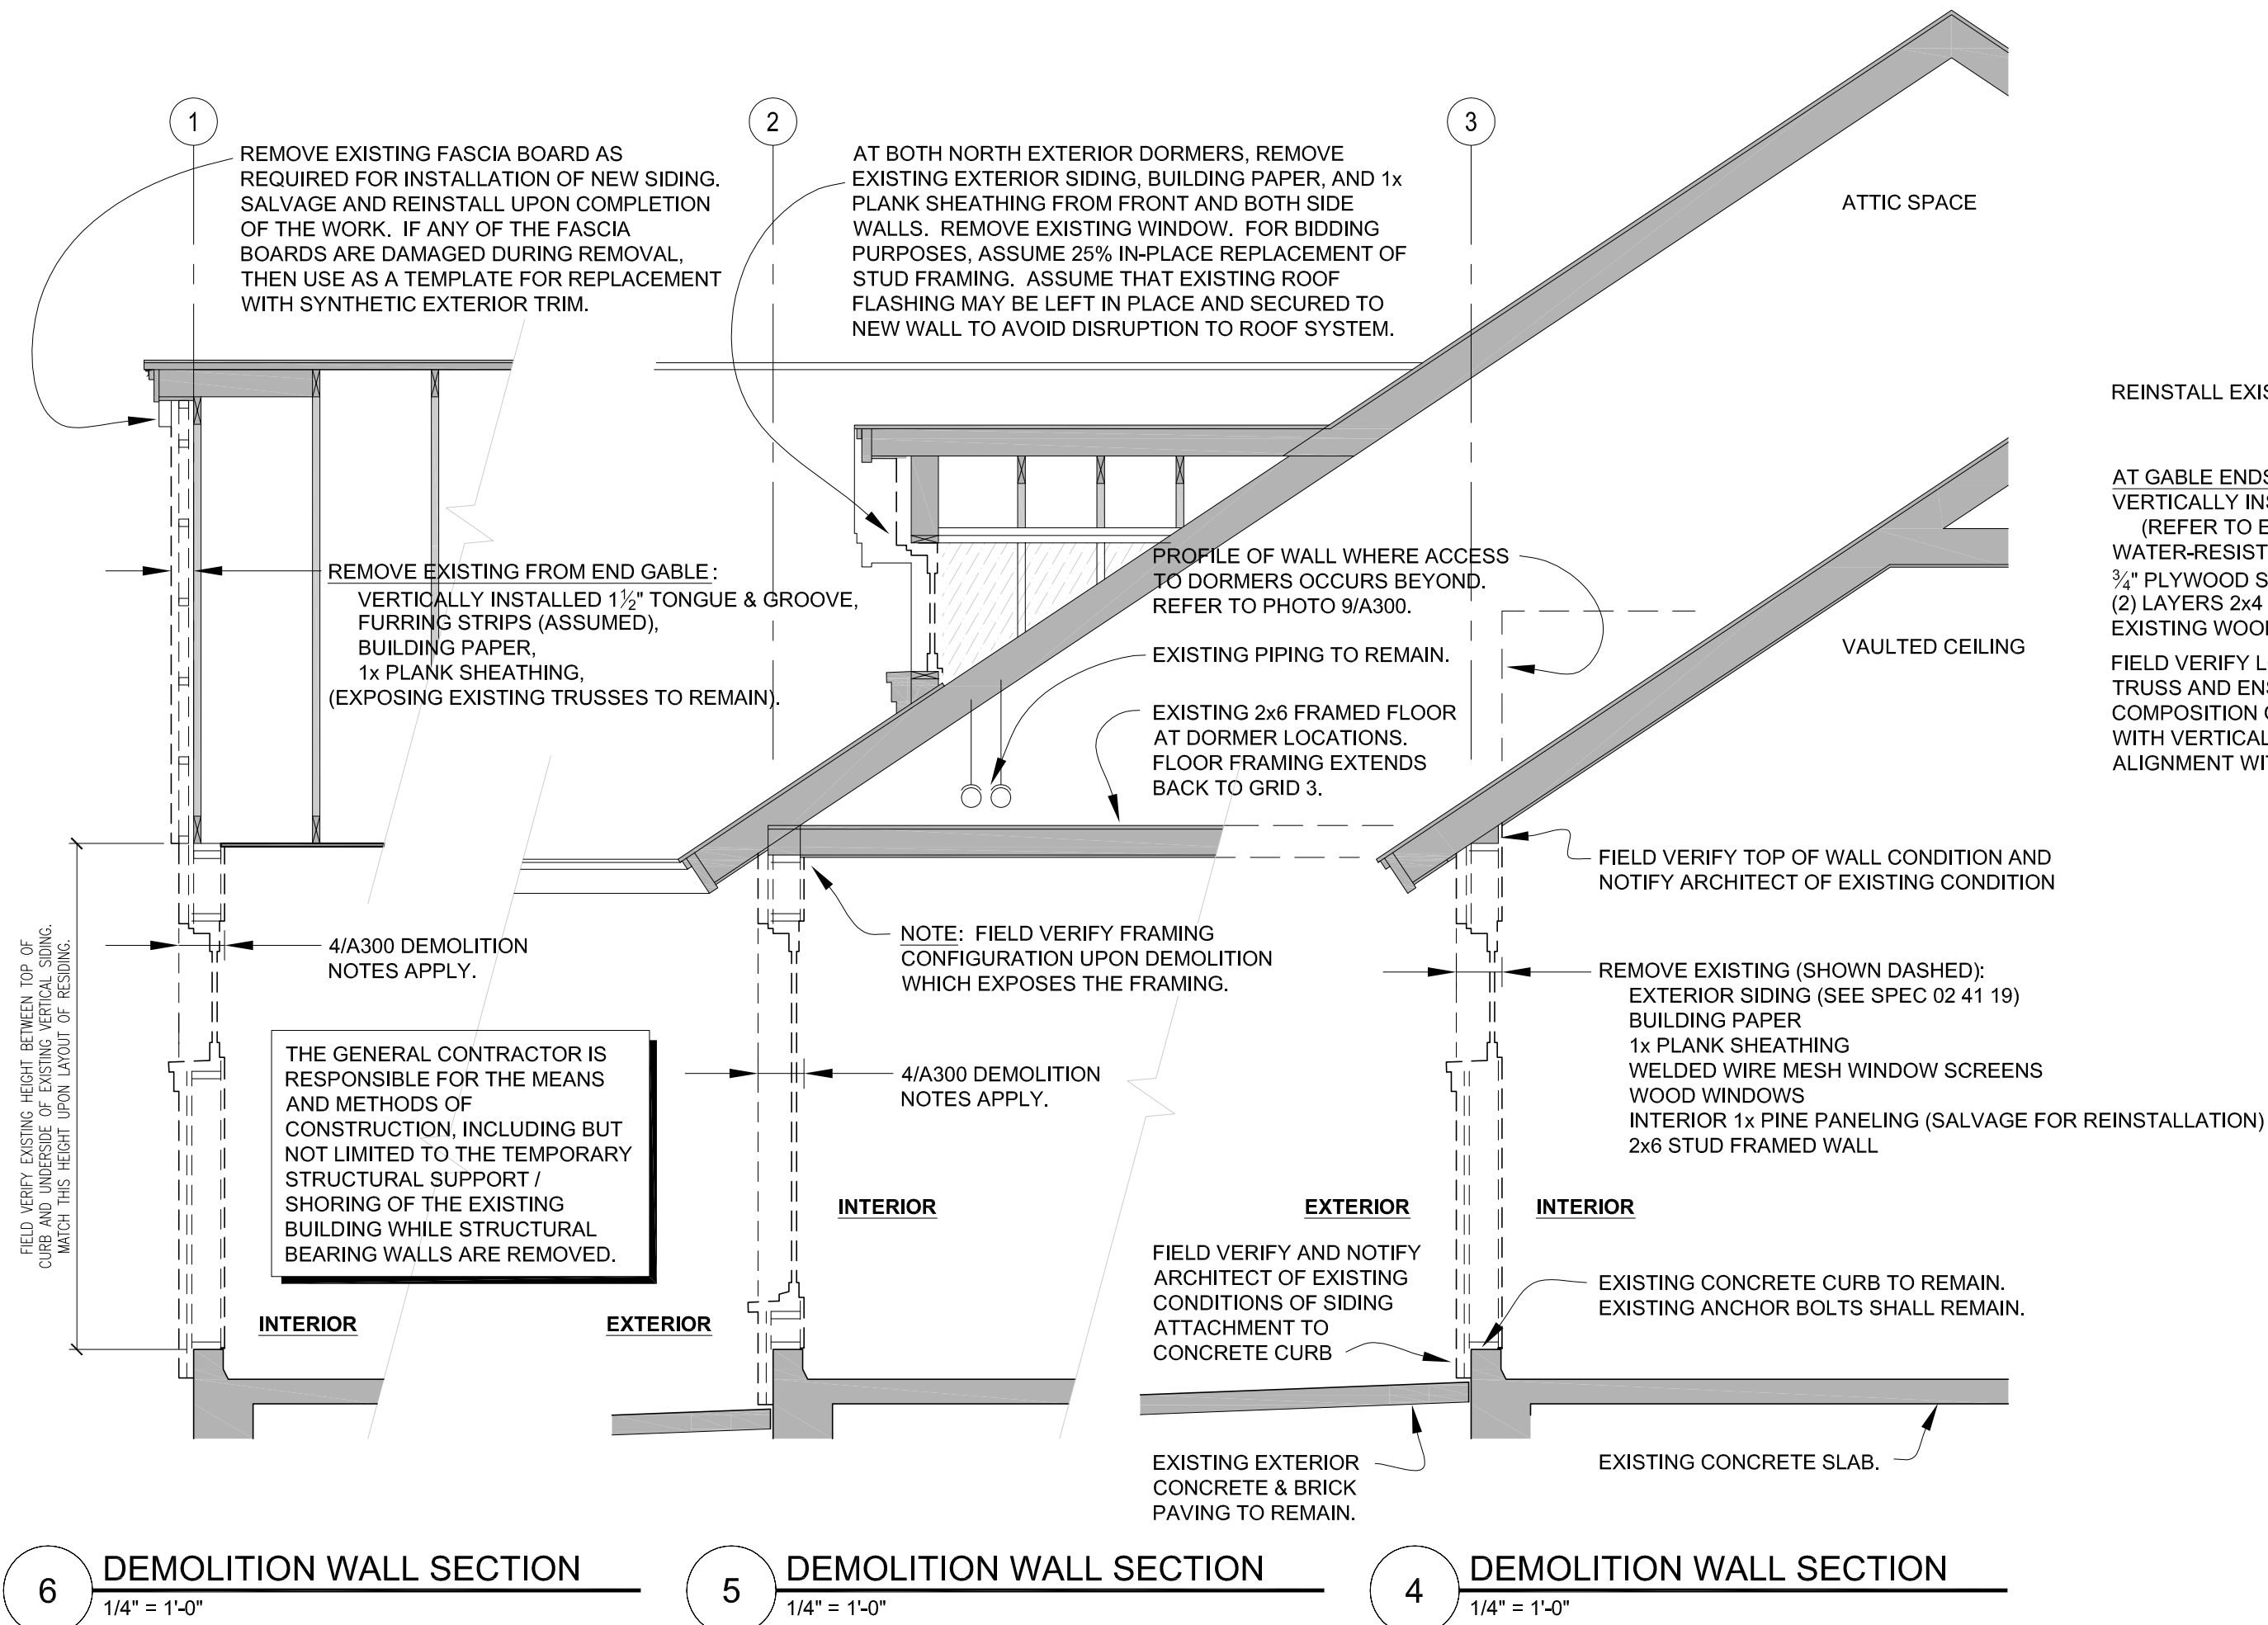 1
REMOVE EXISTING FASCIA BOARD AS
REQUIRED FOR INSTALLATION OF NEW SIDING.
SALVAGE AND REINSTALL UPON COMPLETION
OF THE WORK. IF ANY OF THE FASCIA
BOARDS ARE DAMAGED DURING REMOVAL,
THEN USE AS A TEMPLATE FOR REPLACEMENT
WITH SYNTHETIC EXTERIOR TRIM.
2
AT BOTH NORTH EXTERIOR DORMERS, REMOVE
EXISTING EXTERIOR SIDING, BUILDING PAPER, AND 1x
PLANK SHEATHING FROM FRONT AND BOTH SIDE
WALLS. REMOVE EXISTING WINDOW. FOR BIDDING
PURPOSES, ASSUME 25% IN-PLACE REPLACEMENT OF
STUD FRAMING. ASSUME THAT EXISTING ROOF
FLASHING MAY BE LEFT IN PLACE AND SECURED TO
NEW WALL TO AVOID DISRUPTION TO ROOF SYSTEM.
3
ATTIC SPACE
REINSTALL EXIS
AT GABLE ENDS
VERTICALLY INS
(REFER TO E
WATER-RESIST
¾" PLYWOOD S
(2) LAYERS 2x4
EXISTING WOOD
FIELD VERIFY L
TRUSS AND ENS
COMPOSITION O
WITH VERTICAL
ALIGNMENT WIT
REMOVE EXISTING FROM END GABLE:
VERTICALLY INSTALLED 1½" TONGUE & GROOVE,
FURRING STRIPS (ASSUMED),
BUILDING PAPER,
1x PLANK SHEATHING,
(EXPOSING EXISTING TRUSSES TO REMAIN).
PROFILE OF WALL WHERE ACCESS
TO DORMERS OCCURS BEYOND.
REFER TO PHOTO 9/A300.
EXISTING PIPING TO REMAIN.
EXISTING 2x6 FRAMED FLOOR
AT DORMER LOCATIONS.
FLOOR FRAMING EXTENDS
BACK TO GRID 3.
VAULTED CEILING
FIELD VERIFY TOP OF WALL CONDITION AND
NOTIFY ARCHITECT OF EXISTING CONDITION
FIELD VERIFY EXISTING HEIGHT BETWEEN TOP OF
CURB AND UNDERSIDE OF EXISTING VERTICAL SIDING.
MATCH THIS HEIGHT UPON LAYOUT OF RESIDING.
4/A300 DEMOLITION
NOTES APPLY.
NOTE: FIELD VERIFY FRAMING
CONFIGURATION UPON DEMOLITION
WHICH EXPOSES THE FRAMING.
4/A300 DEMOLITION
NOTES APPLY.
REMOVE EXISTING (SHOWN DASHED):
EXTERIOR SIDING (SEE SPEC 02 41 19)
BUILDING PAPER
1x PLANK SHEATHING
WELDED WIRE MESH WINDOW SCREENS
WOOD WINDOWS
INTERIOR 1x PINE PANELING (SALVAGE FOR REINSTALLATION)
2x6 STUD FRAMED WALL
THE GENERAL CONTRACTOR IS
RESPONSIBLE FOR THE MEANS
AND METHODS OF
CONSTRUCTION, INCLUDING BUT
NOT LIMITED TO THE TEMPORARY
STRUCTURAL SUPPORT /
SHORING OF THE EXISTING
BUILDING WHILE STRUCTURAL
BEARING WALLS ARE REMOVED.
INTERIOR
EXTERIOR
INTERIOR
EXTERIOR
INTERIOR
FIELD VERIFY AND NOTIFY
ARCHITECT OF EXISTING
CONDITIONS OF SIDING
ATTACHMENT TO
CONCRETE CURB
EXISTING CONCRETE CURB TO REMAIN.
EXISTING ANCHOR BOLTS SHALL REMAIN.
EXISTING EXTERIOR
CONCRETE & BRICK
PAVING TO REMAIN.
EXISTING CONCRETE SLAB.
6
DEMOLITION WALL SECTION
1/4" = 1'-0"
5
DEMOLITION WALL SECTION
1/4" = 1'-0"
4
DEMOLITION WALL SECTION
1/4" = 1'-0"